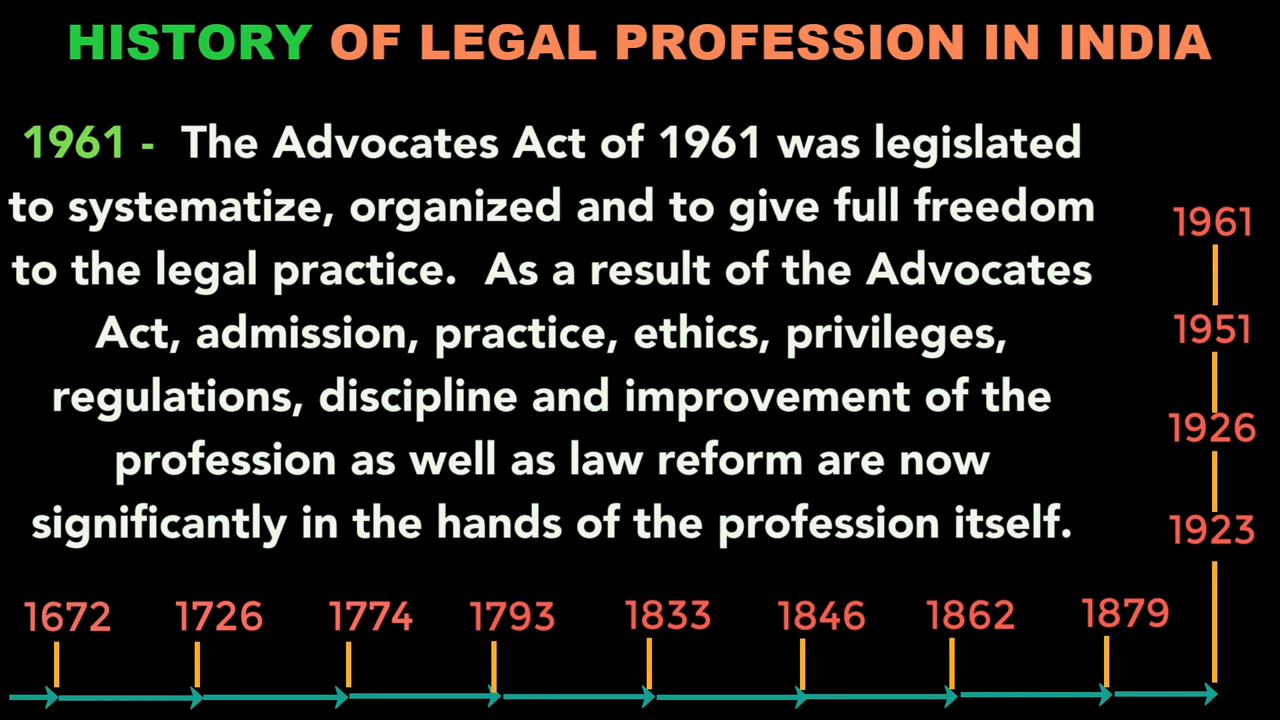 HISTORY OF LEGAL PROFESSION IN INDIA
1961 - The Advocates Act of 1961 was legislated
to systematize, organized and to give full freedom
to the legal practice. As a result of the Advocates
Act, admission, practice, ethics, privileges,
regulations, discipline and improvement of the
profession as well as law reform are now
significantly in the hands of the profession itself.
1961
1951
1926
1923
1672 1726 1774 1793 1833 1846 1862 1879